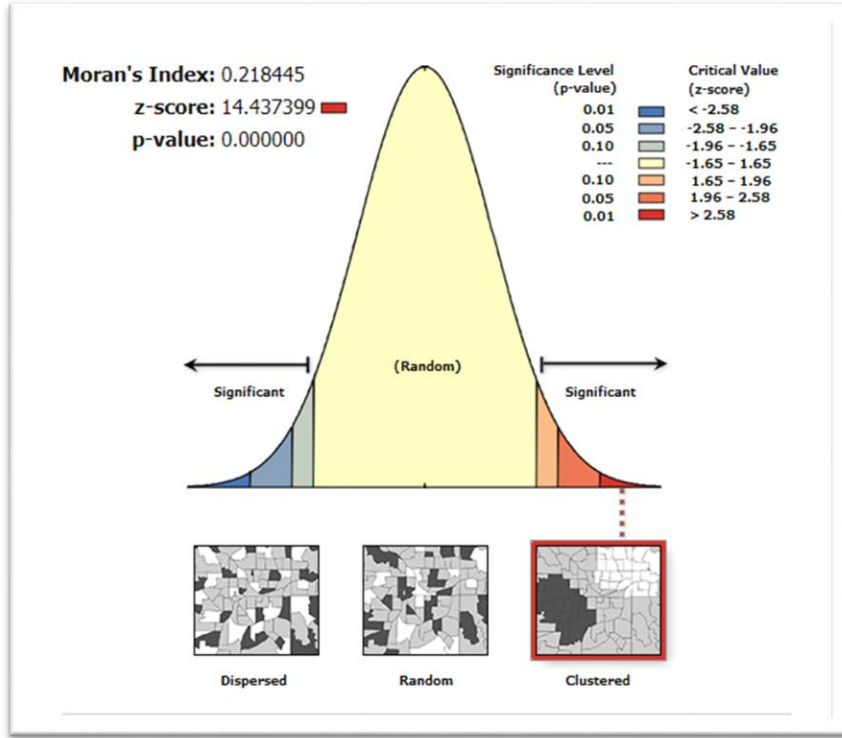 Moran's Index: 0.218445
z-score: 14.437399
p-value: 0.000000
Significance Level
(p-value)
Critical Value
(z-score)
0.01 < -2.58
0.05 -2.58 – -1.96
0.10 -1.96 – -1.65
--- -1.65 – 1.65
0.10 1.65 – 1.96
0.05 1.96 – 2.58
0.01 > 2.58
(Random)
Significant
Significant
Dispersed
Random
Clustered